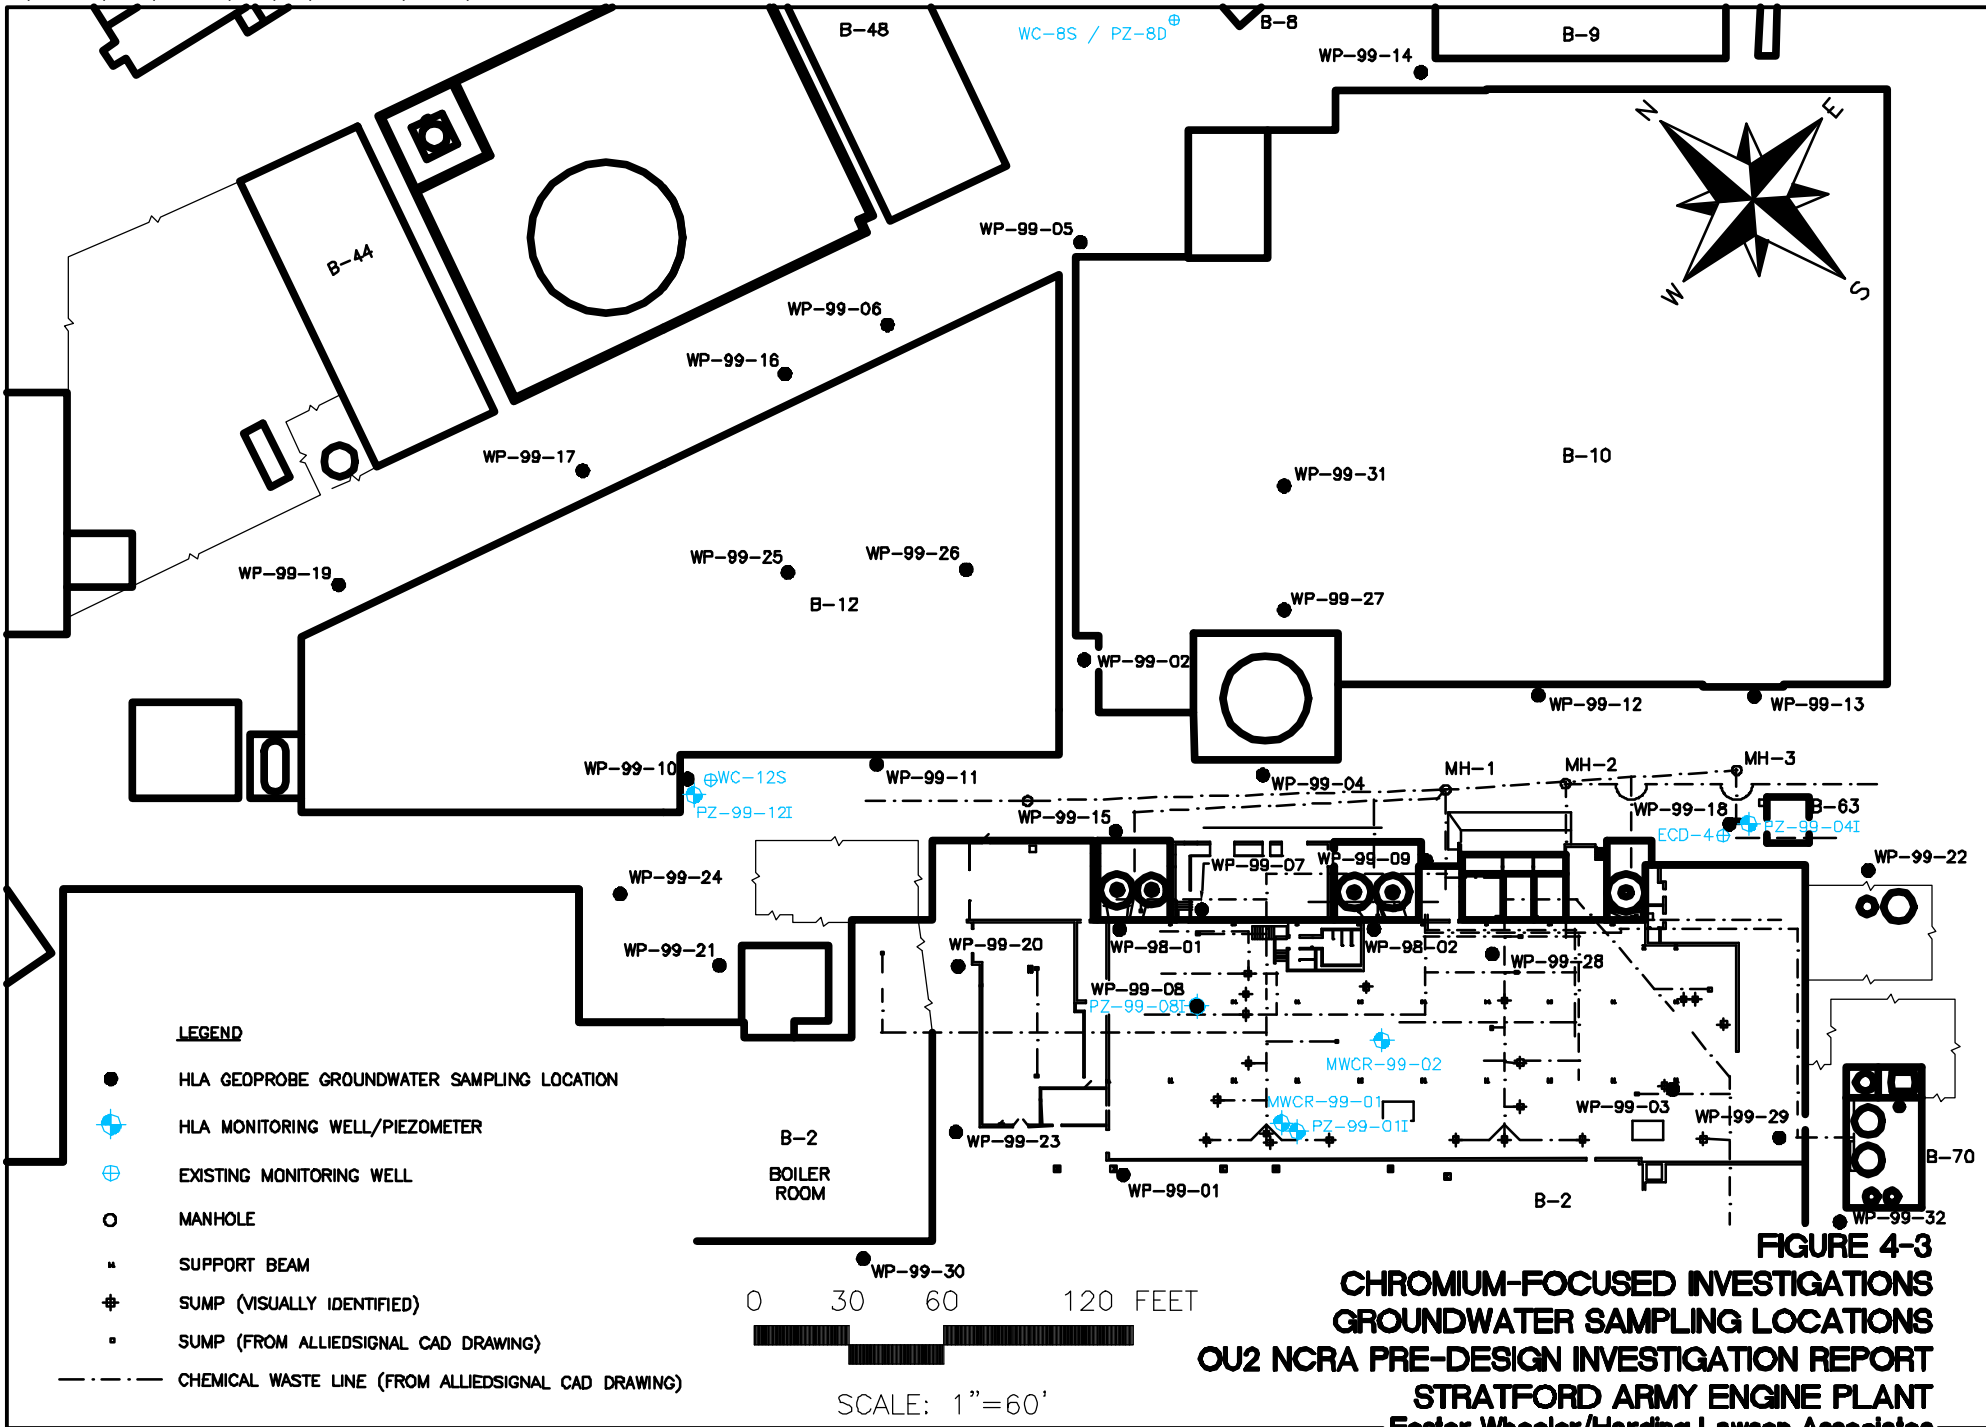 B-48
WC-8S / PZ-8D
B-8
B-9
WP-99-14
N
E
W
S
WP-99-05
B-44
WP-99-06
WP-99-16
WP-99-17
WP-99-31
B-10
WP-99-19
WP-99-25
WP-99-26
B-12
WP-99-27
WP-99-02
WP-99-12
WP-99-13
WP-99-10
WC-12S
PZ-99-12I
WP-99-11
WP-99-04
MH-1
MH-2
MH-3
WP-99-15
WP-99-18
B-63
ECD-4
PZ-99-04I
WP-99-07
WP-99-09
WP-99-22
WP-99-24
WP-99-21
WP-99-20
WP-98-01
WP-98-02
WP-99-28
WP-99-08
PZ-99-08I
MWCR-99-02
MWCR-99-01
PZ-99-01I
WP-99-03
WP-99-29
WP-99-23
WP-99-01
B-2
B-70
WP-99-32
B-2
BOILER
ROOM
WP-99-30
LEGEND
HLA GEOPROBE GROUNDWATER SAMPLING LOCATION
HLA MONITORING WELL/PIEZOMETER
EXISTING MONITORING WELL
MANHOLE
SUPPORT BEAM
SUMP (VISUALLY IDENTIFIED)
SUMP (FROM ALLIEDSIGNAL CAD DRAWING)
CHEMICAL WASTE LINE (FROM ALLIEDSIGNAL CAD DRAWING)
0 30 60 120 FEET
SCALE: 1"=60'
FIGURE 4-3
CHROMIUM-FOCUSED INVESTIGATIONS
GROUNDWATER SAMPLING LOCATIONS
OU2 NCRA PRE-DESIGN INVESTIGATION REPORT
STRATFORD ARMY ENGINE PLANT
Foster Wheeler/Harding Lawson Associates